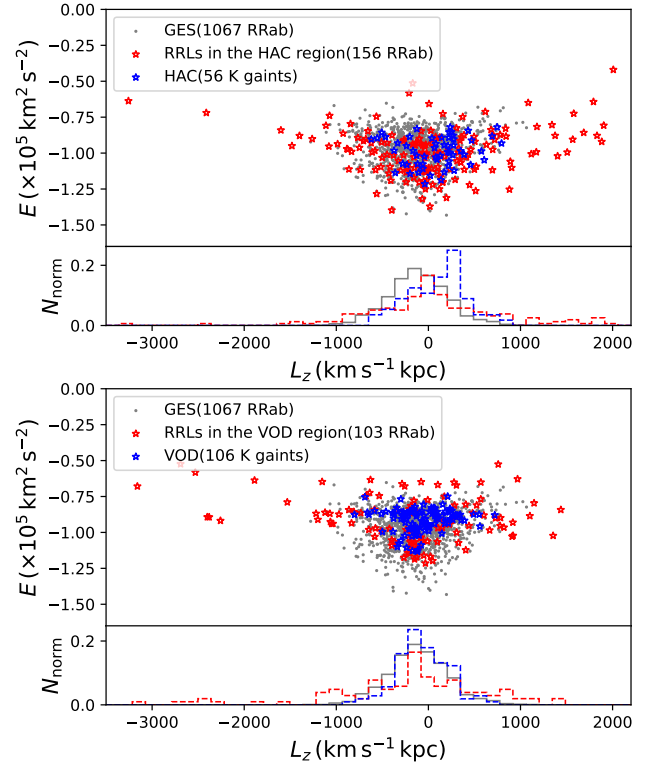 0.00
−0.25
−0.50
−0.75
−1.00
−1.25
−1.50
E (×10⁵ km² s⁻²)
GES(1067 RRab)
RRLs in the HAC region(156 RRab)
HAC(56 K gaints)
0.2
0.0
N_norm
−3000 −2000 −1000 0 1000 2000
L_z (km s⁻¹ kpc)
0.00
−0.25
−0.50
−0.75
−1.00
−1.25
−1.50
E (×10⁵ km² s⁻²)
GES(1067 RRab)
RRLs in the VOD region(103 RRab)
VOD(106 K gaints)
0.2
0.0
N_norm
−3000 −2000 −1000 0 1000 2000
L_z (km s⁻¹ kpc)